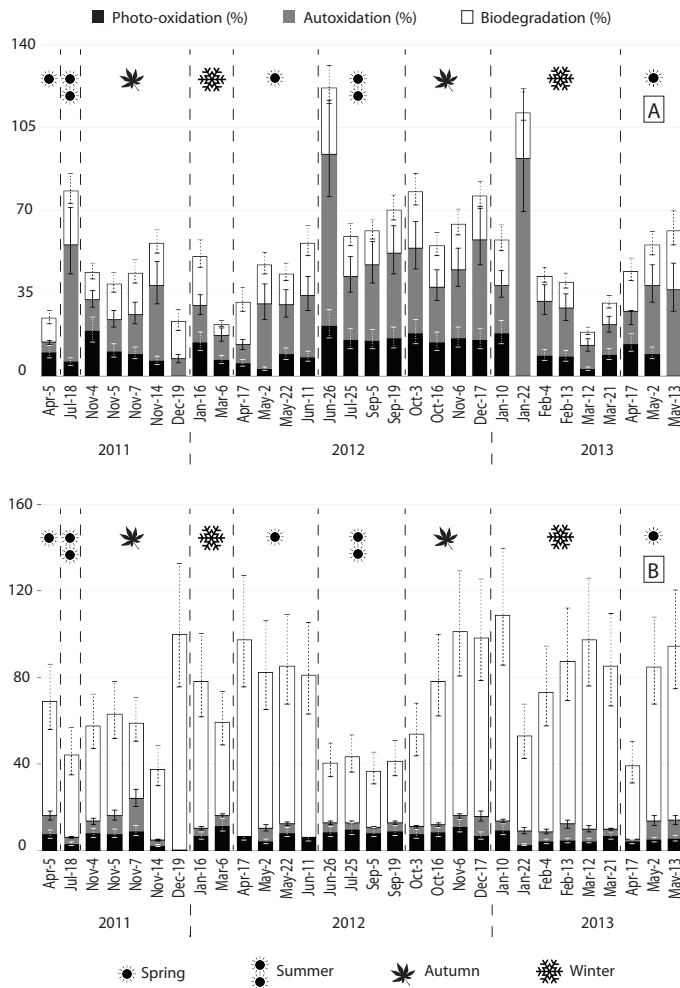 Photo-oxidation (%) Autoxidation (%) Biodegradation (%)
140
105
70
35
0
A
Apr-5 Jul-18 Nov-4 Nov-5 Nov-7 Nov-14 Dec-19 Jan-16 Mar-6 Apr-17 May-2 May-22 Jun-11 Jun-26 Jul-25 Sep-5 Sep-19 Oct-3 Oct-16 Nov-6 Dec-17 Jan-10 Jan-22 Feb-4 Feb-13 Mar-12 Mar-21 Apr-17 May-2 May-13
2011 2012 2013
160
120
80
40
0
B
Apr-5 Jul-18 Nov-4 Nov-5 Nov-7 Nov-14 Dec-19 Jan-16 Mar-6 Apr-17 May-2 May-22 Jun-11 Jun-26 Jul-25 Sep-5 Sep-19 Oct-3 Oct-16 Nov-6 Dec-17 Jan-10 Jan-22 Feb-4 Feb-13 Mar-12 Mar-21 Apr-17 May-2 May-13
2011 2012 2013
Spring Summer Autumn Winter